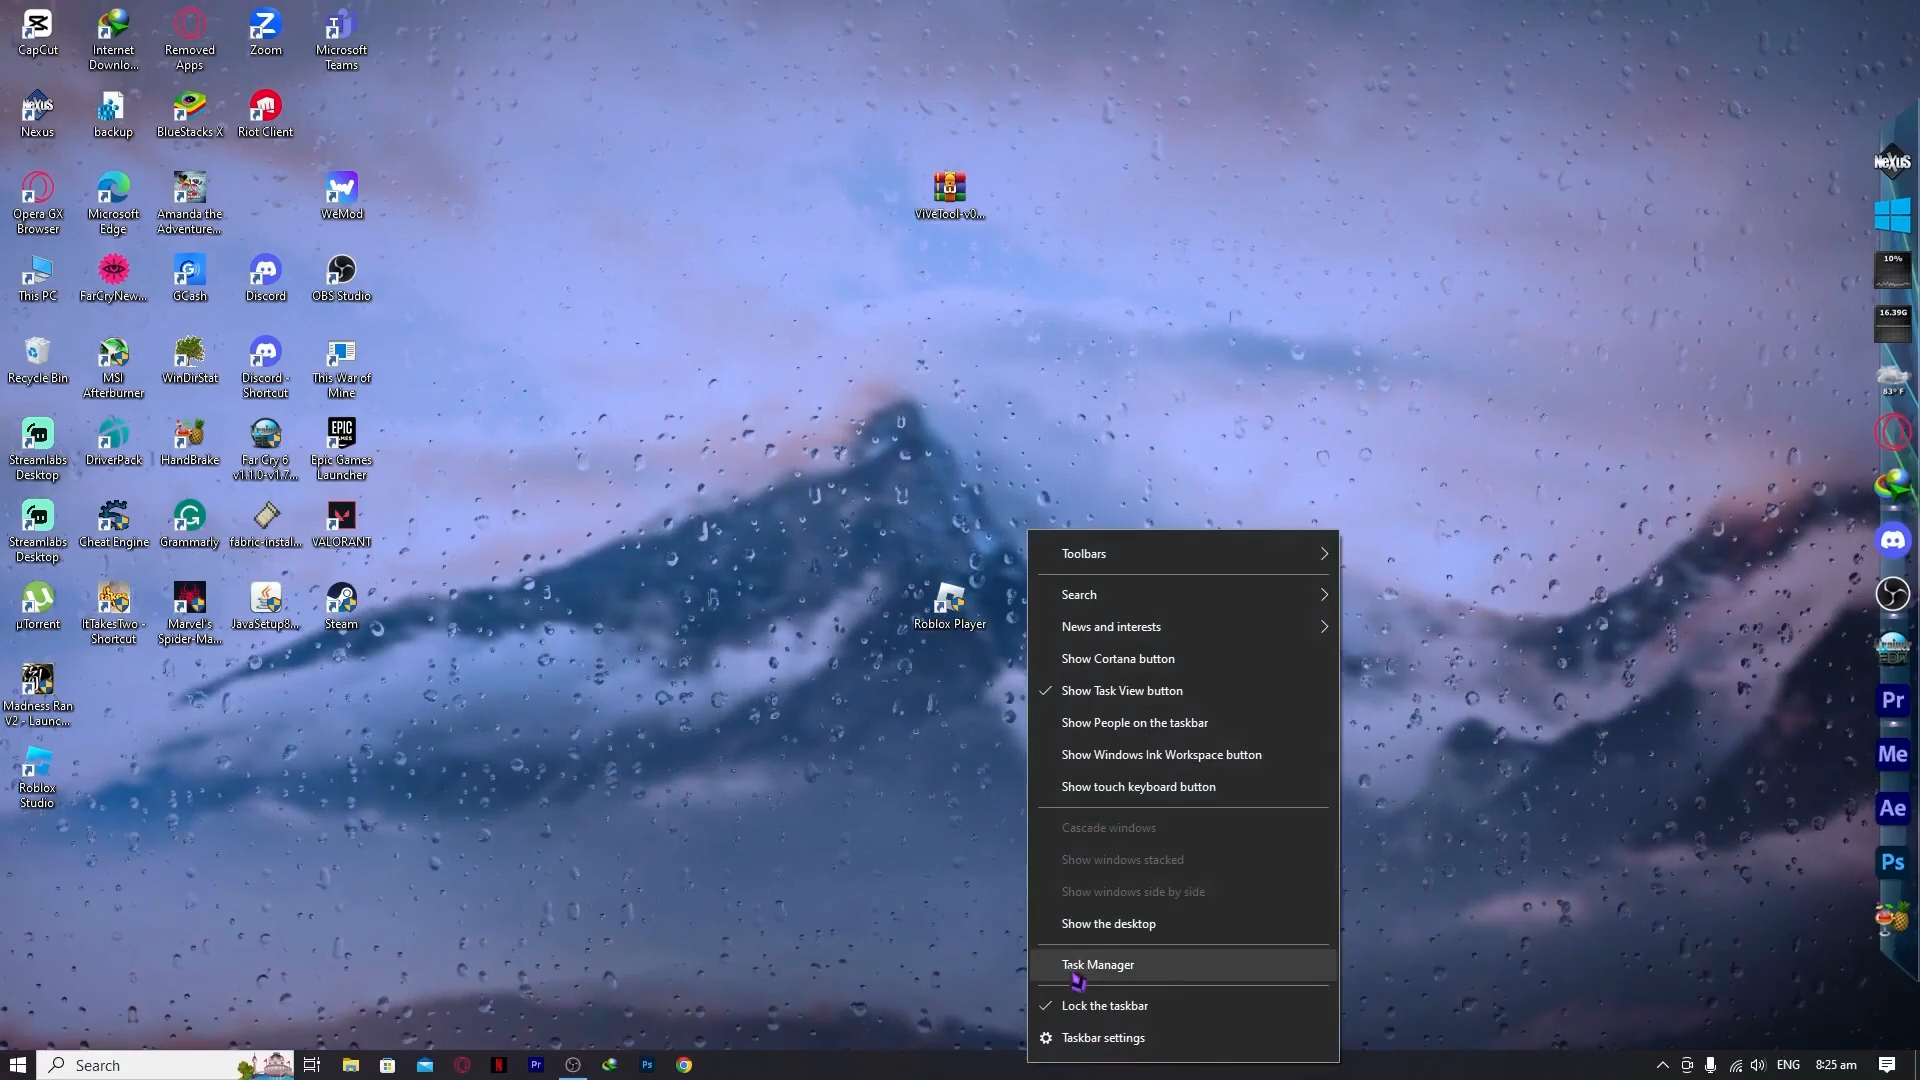 CapCut
Internet
Downlo...
Removed
Apps
Zoom
Microsoft
Teams
Nexus
backup
BlueStacks X
Riot Client
Opera GX
Browser
Microsoft
Edge
Amanda the
Adventure...
WeMod
ViVeTool-v0...
This PC
FarCryNew...
GCash
Discord
OBS Studio
Recycle Bin
MSI
Afterburner
WinDirStat
Discord -
Shortcut
This War of
Mine
Streamlabs
Desktop
DriverPack
HandBrake
Far Cry 6
v1.1.0-v1.7...
Epic Games
Launcher
Streamlabs
Desktop
Cheat Engine
Grammarly
fabric-instal...
VALORANT
µTorrent
ItTakesTwo -
Shortcut
Marvel's
Spider-Ma...
JavaSetup8...
Steam
Roblox Player
Madness Ran
V2 - Launc...
Roblox
Studio
Toolbars
Search
News and interests
Show Cortana button
Show Task View button
Show People on the taskbar
Show Windows Ink Workspace button
Show touch keyboard button
Cascade windows
Show windows stacked
Show windows side by side
Show the desktop
Task Manager
Lock the taskbar
Taskbar settings
NeXuS
10%
16.39G
83° F
Pr
Me
Ae
Ps
Search
ENG
8:25 am